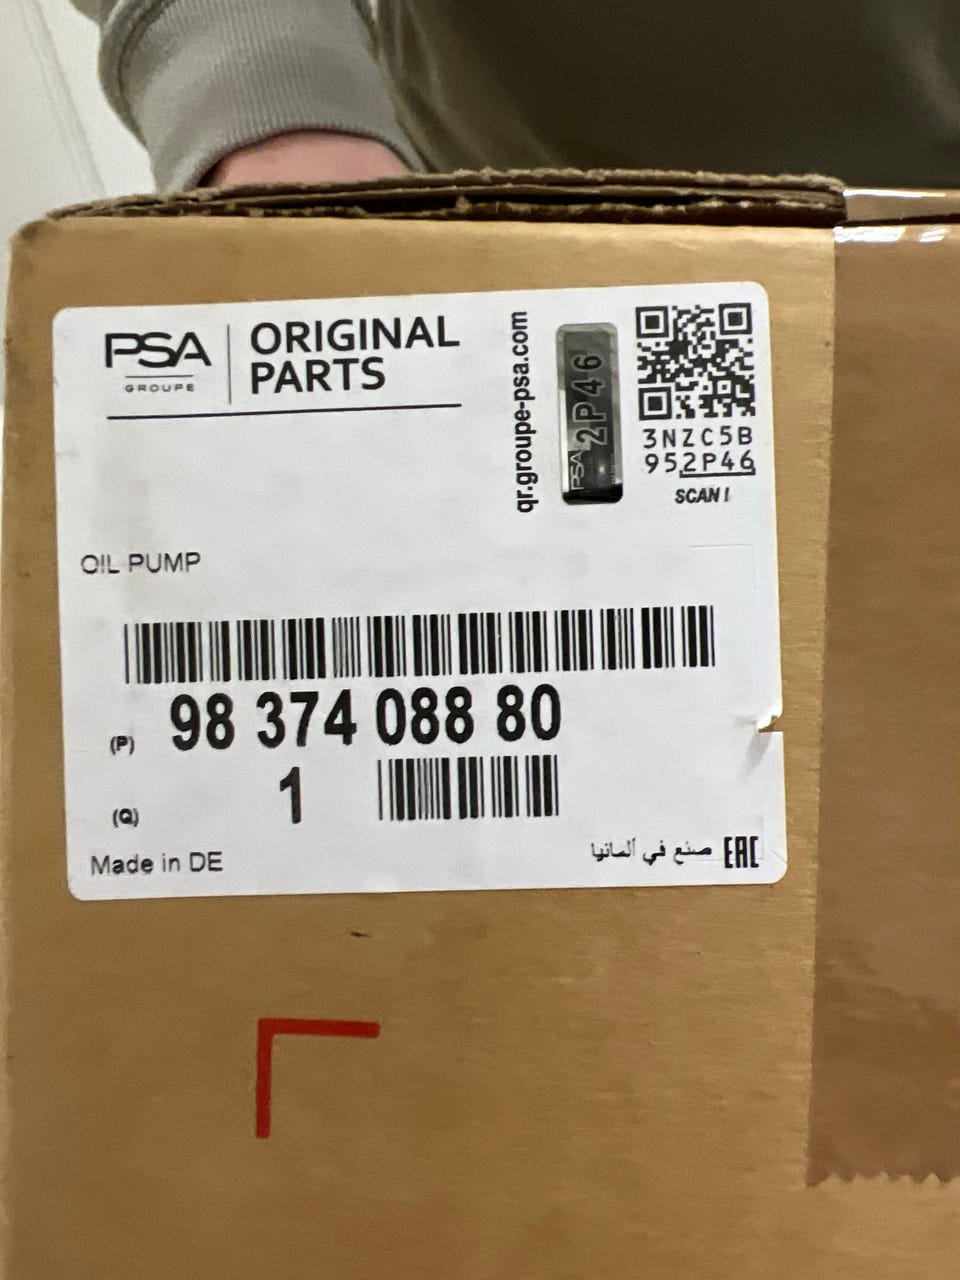 PSA
GROUPE
ORIGINAL
PARTS
qr.groupe-psa.com
PSA
2P46
3NZC5B
952P46
SCAN !
OIL PUMP
(P) 98 374 088 80
(Q) 1
Made in DE
صنع في ألمانيا
EAC